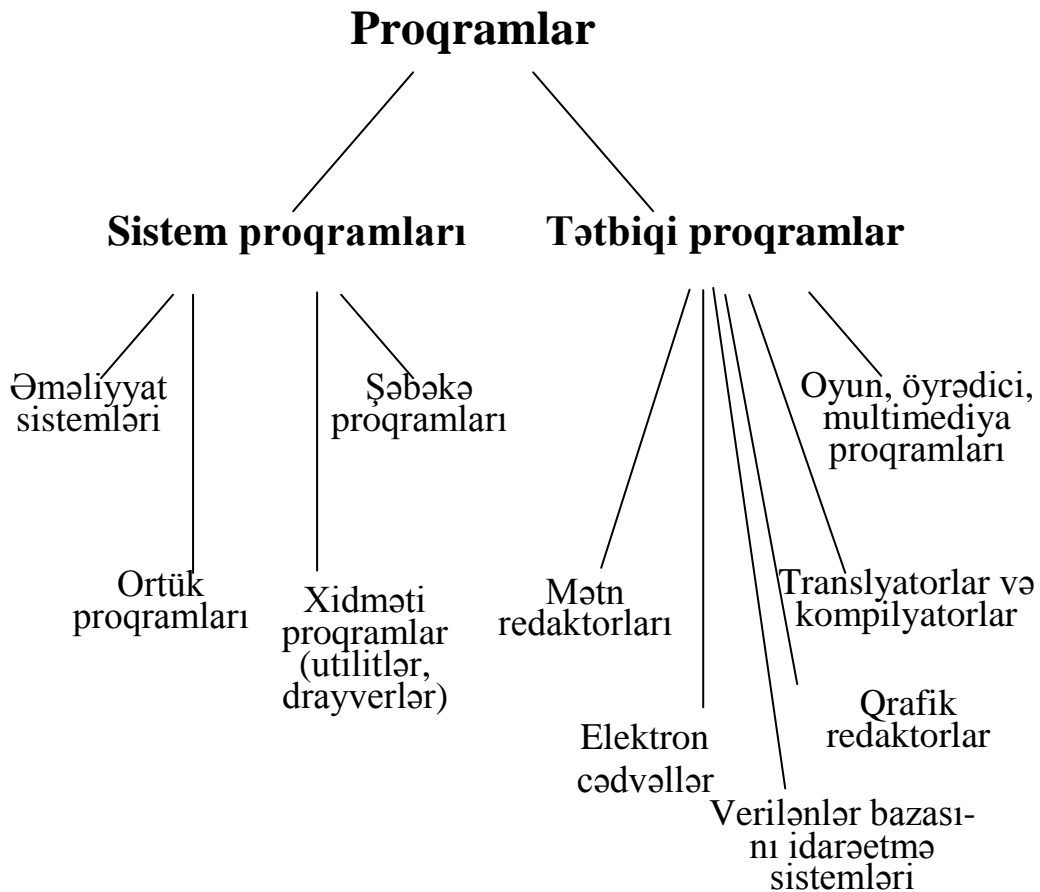 Proqramlar
Sistem proqramları
Tətbiqi proqramlar
Əməliyyat
sistemləri
Şəbəkə
proqramları
Oyun, öyrədici,
multimediya
proqramları
Ortük
proqramları
Xidməti
proqramlar
(utilitlər,
drayverlər)
Mətn
redaktorları
Translyatorlar və
kompilyatorlar
Elektron
cədvəllər
Qrafik
redaktorlar
Verilənlər bazası-
nı idarəetmə
sistemləri